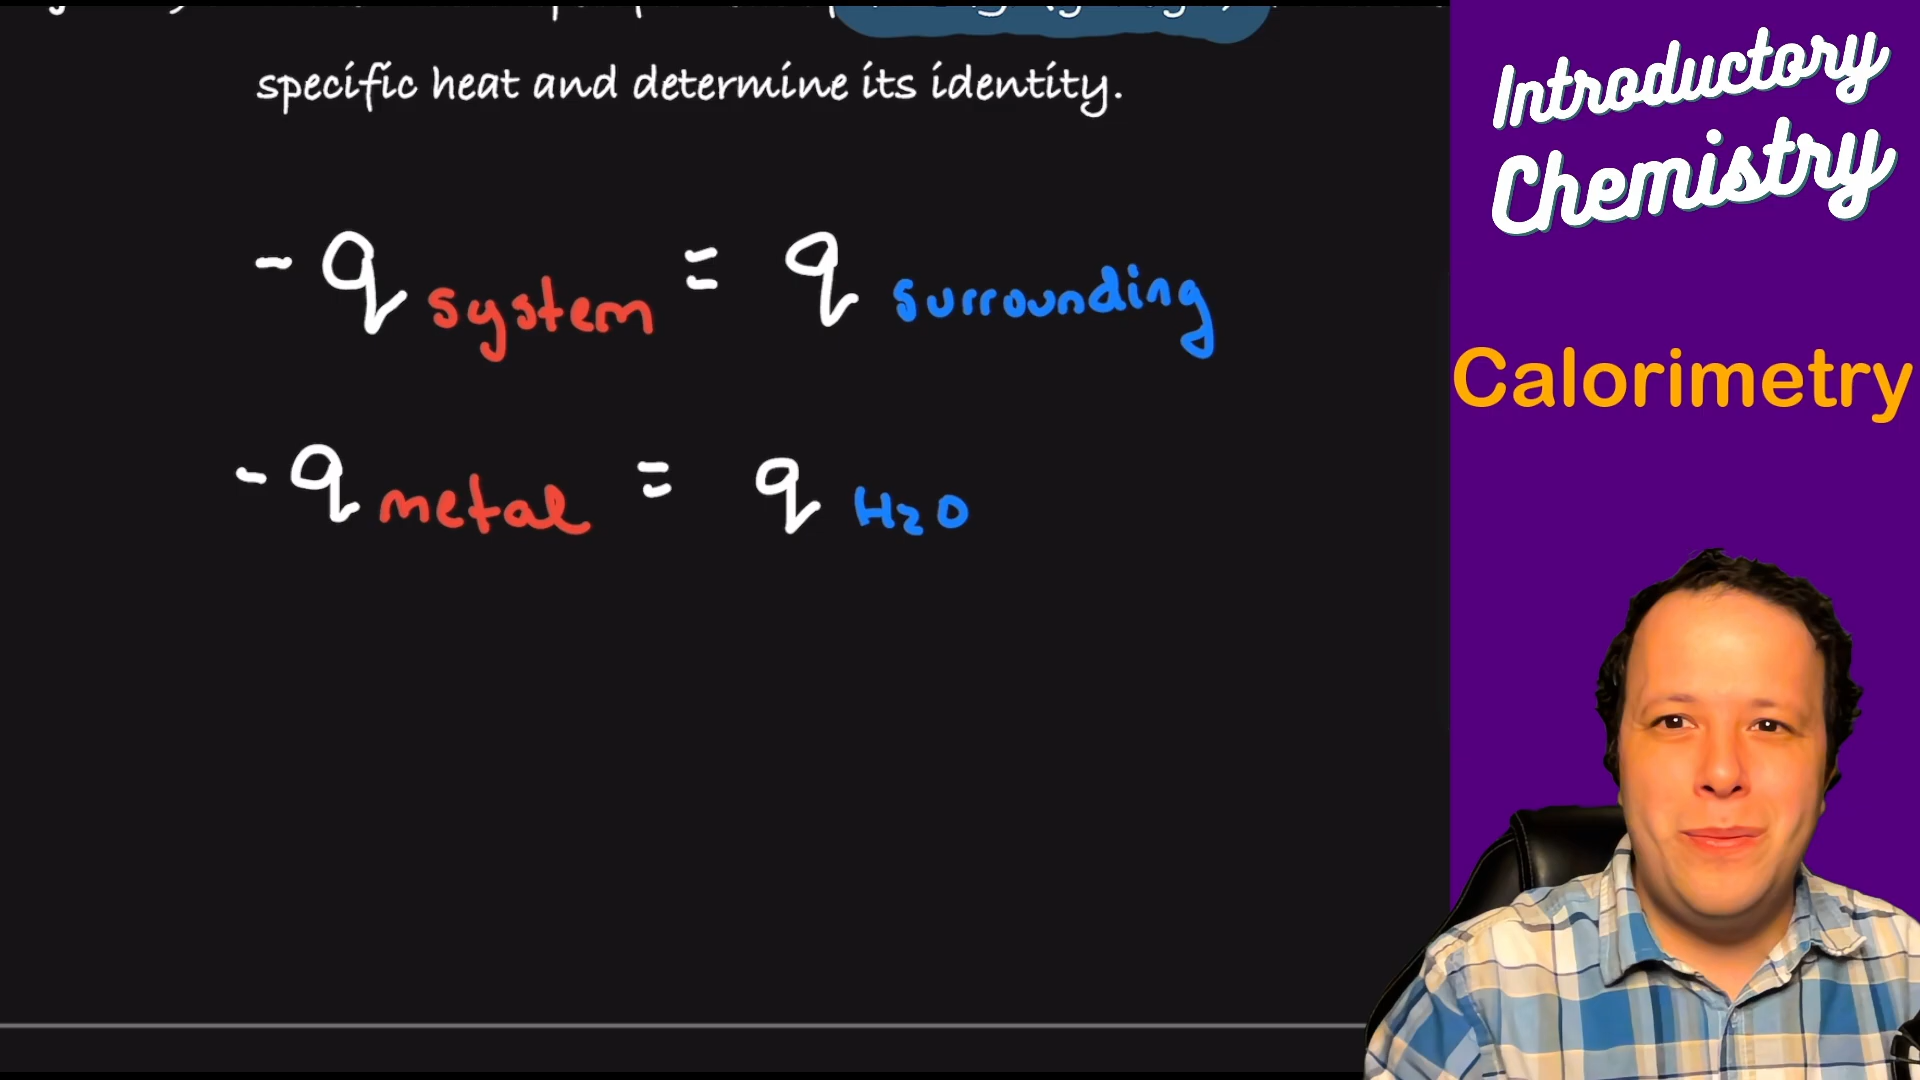 specific heat and determine its identity.
-q system = q surrounding
-q metal = q H2O
Introductory
Chemistry
Calorimetry